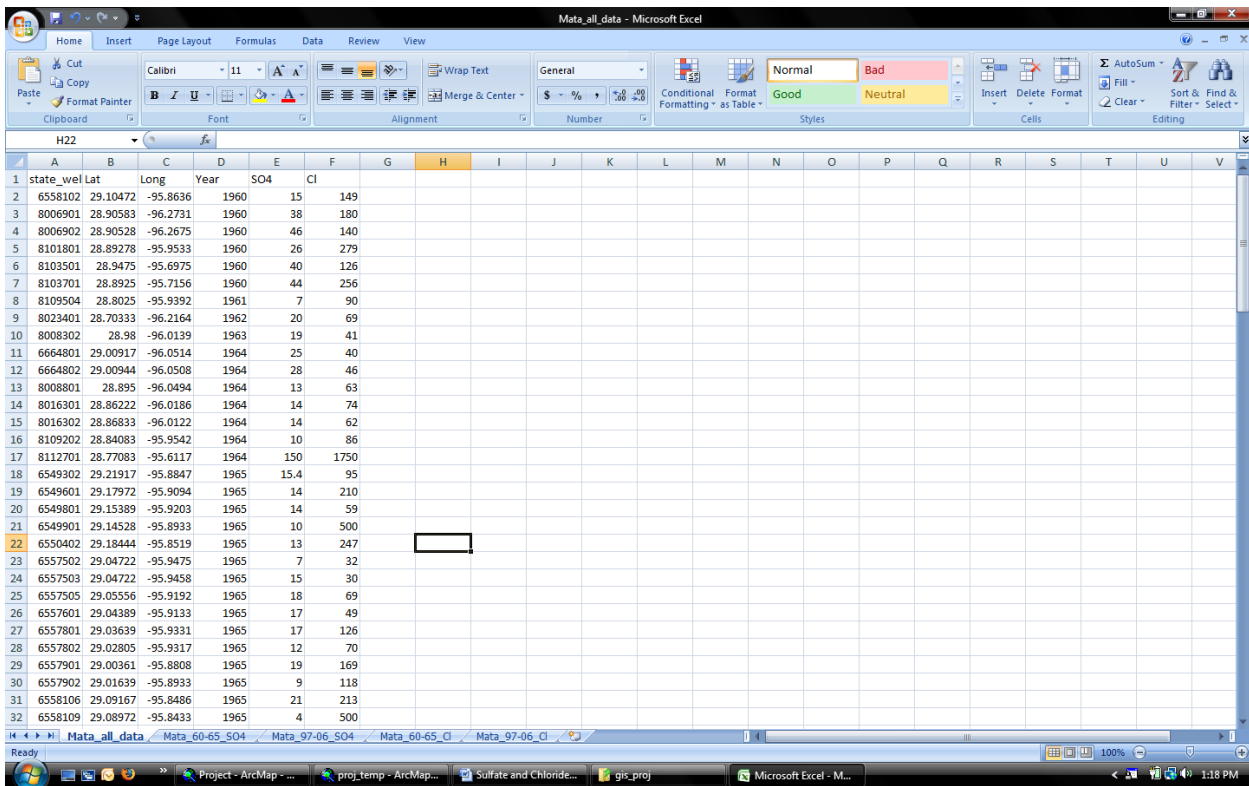 Mata_all_data - Microsoft Excel
Home Insert Page Layout Formulas Data Review View
Cut
Copy
Format Painter
Paste
Clipboard
Calibri 11
B I U
Font
Wrap Text
Merge & Center
Alignment
General
$ % ,
Number
Conditional Formatting
Format as Table
Normal Bad
Good Neutral
Styles
Insert Delete Format
Cells
Σ AutoSum
Fill
Clear
Sort & Filter
Find & Select
Editing
H22 fx
A B C D E F G H I J K L M N O P Q R S T U V
1 state_wel Lat Long Year SO4 Cl
2 6558102 29.10472 -95.8636 1960 15 149
3 8006901 28.90583 -96.2731 1960 38 180
4 8006902 28.90528 -96.2675 1960 46 140
5 8101801 28.89278 -95.9533 1960 26 279
6 8103501 28.9475 -95.6975 1960 40 126
7 8103701 28.8925 -95.7156 1960 44 256
8 8109504 28.8025 -95.9392 1961 7 90
9 8023401 28.70333 -96.2164 1962 20 69
10 8008302 28.98 -96.0139 1963 19 41
11 6664801 29.00917 -96.0514 1964 25 40
12 6664802 29.00944 -96.0508 1964 28 46
13 8008801 28.895 -96.0494 1964 13 63
14 8016301 28.86222 -96.0186 1964 14 74
15 8016302 28.86833 -96.0122 1964 14 62
16 8109202 28.84083 -95.9542 1964 10 86
17 8112701 28.77083 -95.6117 1964 150 1750
18 6549302 29.21917 -95.8847 1965 15.4 95
19 6549601 29.17972 -95.9094 1965 14 210
20 6549801 29.15389 -95.9203 1965 14 59
21 6549901 29.14528 -95.8933 1965 10 500
22 6550402 29.18444 -95.8519 1965 13 247
23 6557502 29.04722 -95.9475 1965 7 32
24 6557503 29.04722 -95.9458 1965 15 30
25 6557505 29.05556 -95.9192 1965 18 69
26 6557601 29.04389 -95.9133 1965 17 49
27 6557801 29.03639 -95.9331 1965 17 126
28 6557802 29.02805 -95.9317 1965 12 70
29 6557901 29.00361 -95.8808 1965 19 169
30 6557902 29.01639 -95.8933 1965 9 118
31 6558106 29.09167 -95.8486 1965 21 213
32 6558109 29.08972 -95.8433 1965 4 500
Mata_all_data Mata_60-65_SO4 Mata_97-06_SO4 Mata_60-65_Cl Mata_97-06_Cl
Ready 100%
Project - ArcMap - ... proj_temp - ArcMap... Sulfate and Chloride... gis_proj Microsoft Excel - M... 1:18 PM